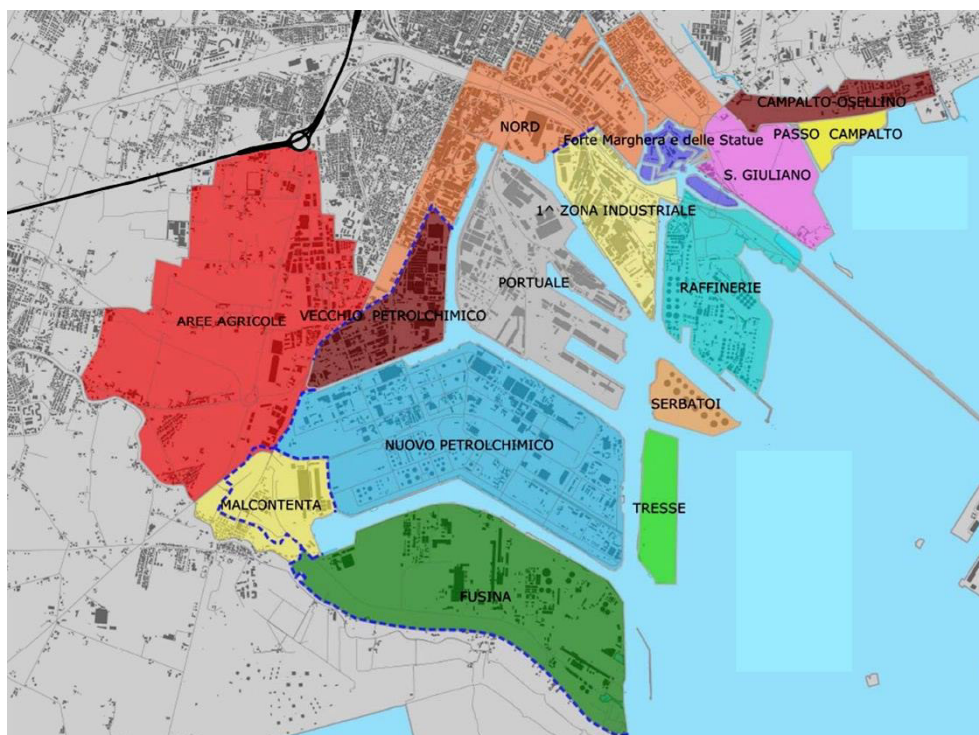 CAMPALTO-OSELLINO
NORD
Forte Marghera e delle Statue
PASSO CAMPALTO
S. GIULIANO
1^ ZONA INDUSTRIALE
PORTUALE
RAFFINERIE
AREE AGRICOLE
VECCHIO PETROLCHIMICO
SERBATOI
NUOVO PETROLCHIMICO
MALCONTENTA
TRESSE
FUSINA